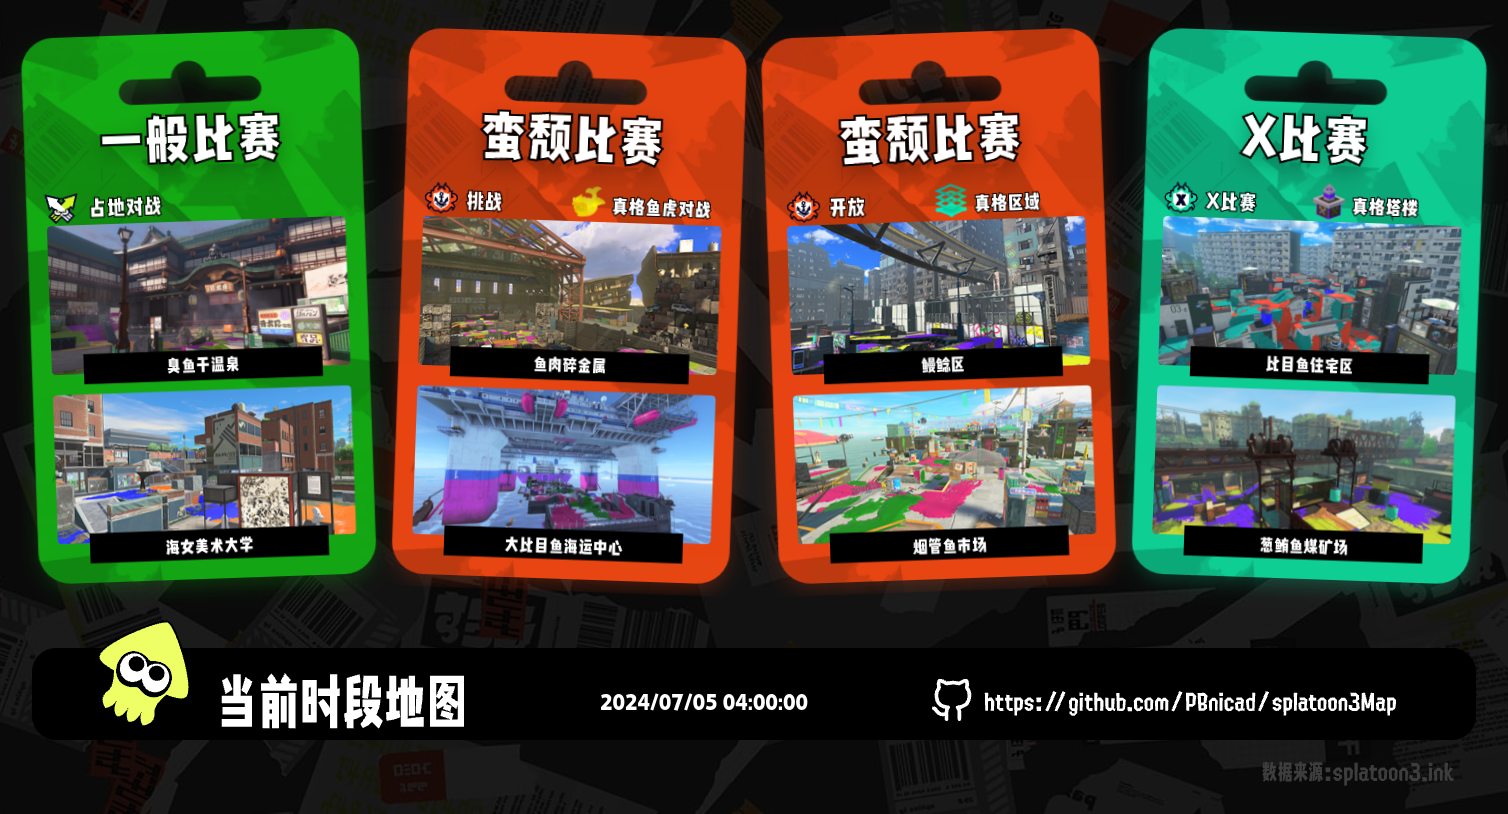 一般比赛
占地对战
臭鱼干温泉
海女美术大学
蛮颓比赛
挑战
真格鱼虎对战
鱼肉碎金属
大比目鱼海运中心
蛮颓比赛
开放
真格区域
鳗鲶区
烟管鱼市场
X比赛
X比赛
真格塔楼
比目鱼住宅区
葱鲔鱼煤矿场
当前时段地图
2024/07/05 04:00:00
https://github.com/PBnicad/splatoon3Map
数据来源:splatoon3.ink